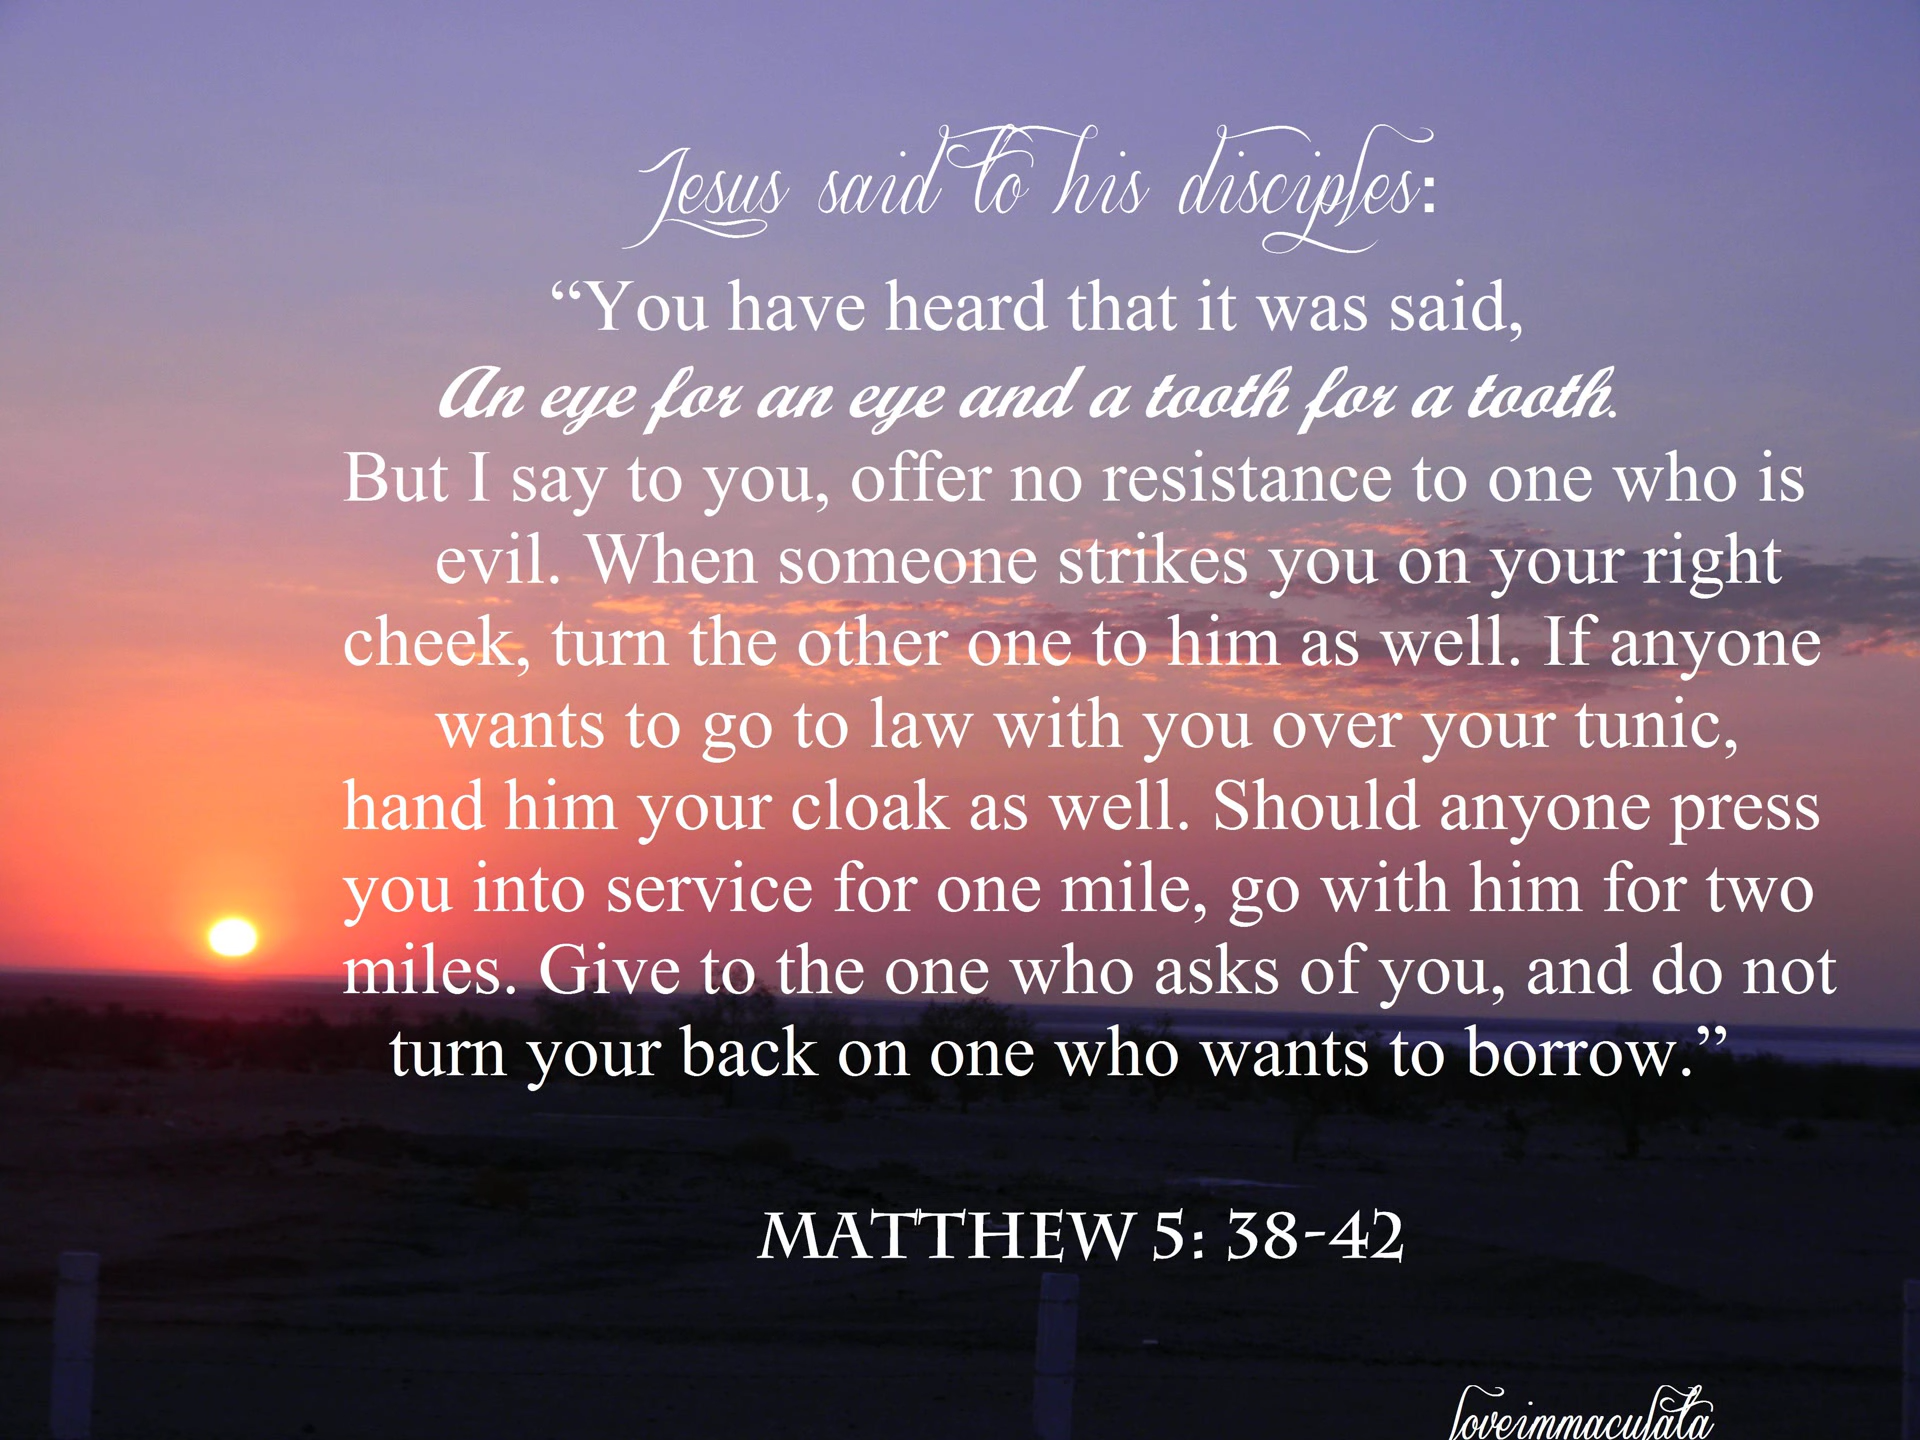 Jesus said to his disciples:
“You have heard that it was said,
An eye for an eye and a tooth for a tooth.
But I say to you, offer no resistance to one who is
evil. When someone strikes you on your right
cheek, turn the other one to him as well. If anyone
wants to go to law with you over your tunic,
hand him your cloak as well. Should anyone press
you into service for one mile, go with him for two
miles. Give to the one who asks of you, and do not
turn your back on one who wants to borrow.”
MATTHEW 5: 38-42
loveimmaculata